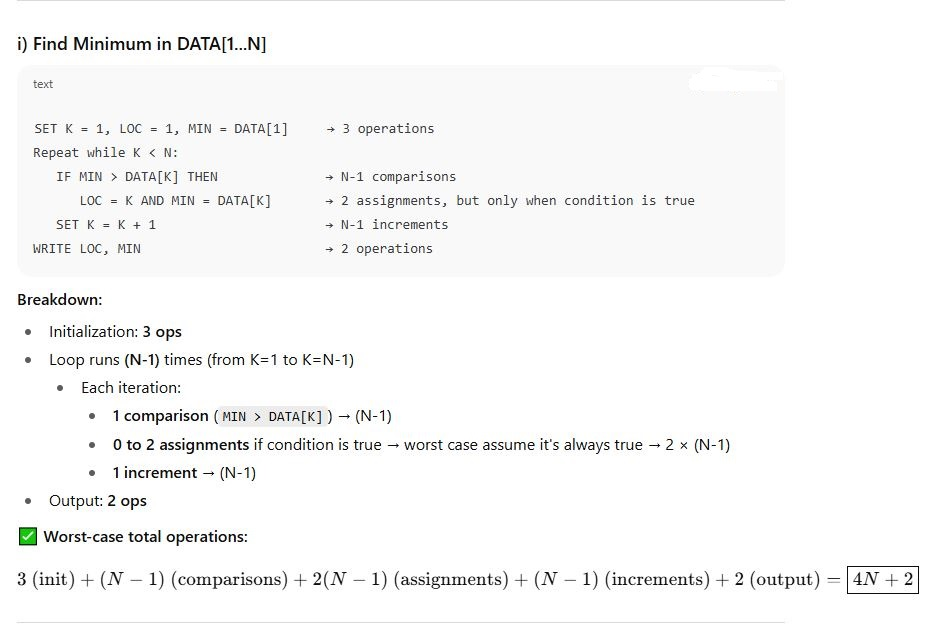 i) Find Minimum in DATA[1...N]
text
SET K = 1, LOC = 1, MIN = DATA[1] → 3 operations
Repeat while K < N:
IF MIN > DATA[K] THEN → N-1 comparisons
LOC = K AND MIN = DATA[K] → 2 assignments, but only when condition is true
SET K = K + 1 → N-1 increments
WRITE LOC, MIN → 2 operations
Breakdown:
• Initialization: 3 ops
• Loop runs (N-1) times (from K=1 to K=N-1)
• Each iteration:
• 1 comparison ( MIN > DATA[K] ) → (N-1)
• 0 to 2 assignments if condition is true → worst case assume it's always true → 2 × (N-1)
• 1 increment → (N-1)
• Output: 2 ops
✅ Worst-case total operations:
3 (init) + (N − 1) (comparisons) + 2(N − 1) (assignments) + (N − 1) (increments) + 2 (output) = 4N + 2